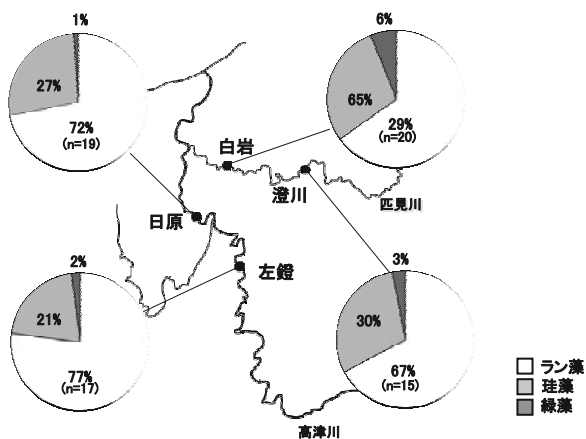 1%
27%
72%
(n=19)
6%
65%
29%
(n=20)
白岩
澄川
匹見川
日原
左鐙
2%
21%
77%
(n=17)
3%
30%
67%
(n=15)
高津川
ラン藻
珪藻
緑藻